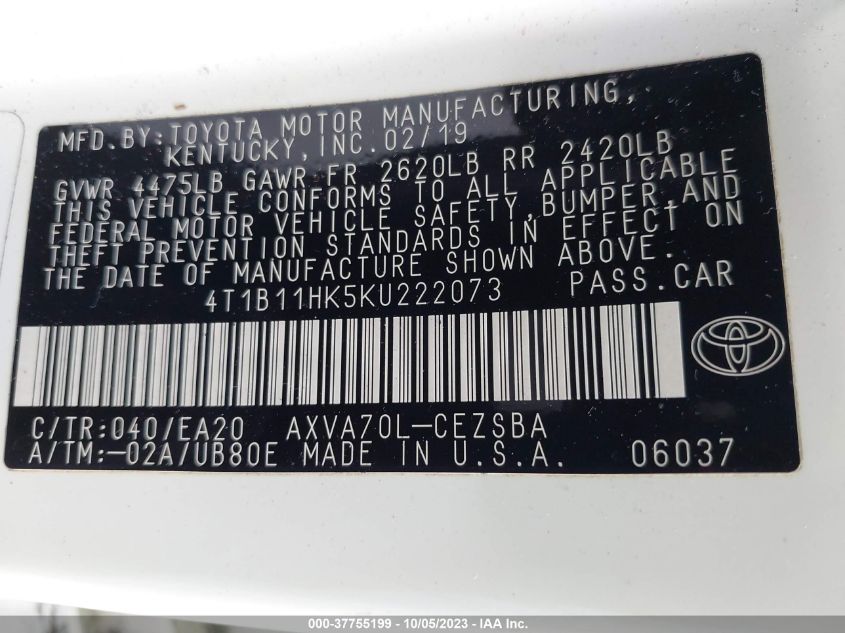 MFD.BY:TOYOTA MOTOR MANUFACTURING,
KENTUCKY,INC.02/19
GVWR 4475LB GAWR FR 2620LB RR 2420LB
THIS VEHICLE CONFORMS TO ALL APPLICABLE
FEDERAL MOTOR VEHICLE SAFETY,BUMPER,AND
THEFT PREVENTION STANDARDS IN EFFECT ON
THE DATE OF MANUFACTURE SHOWN ABOVE.
4T1B11HK5KU222073 PASS.CAR
C/TR:040/EA20 AXVA70L-CEZSBA
A/TM:-02A/UB80E MADE IN U.S.A. 06037
000-37755199 - 10/05/2023 - IAA Inc.